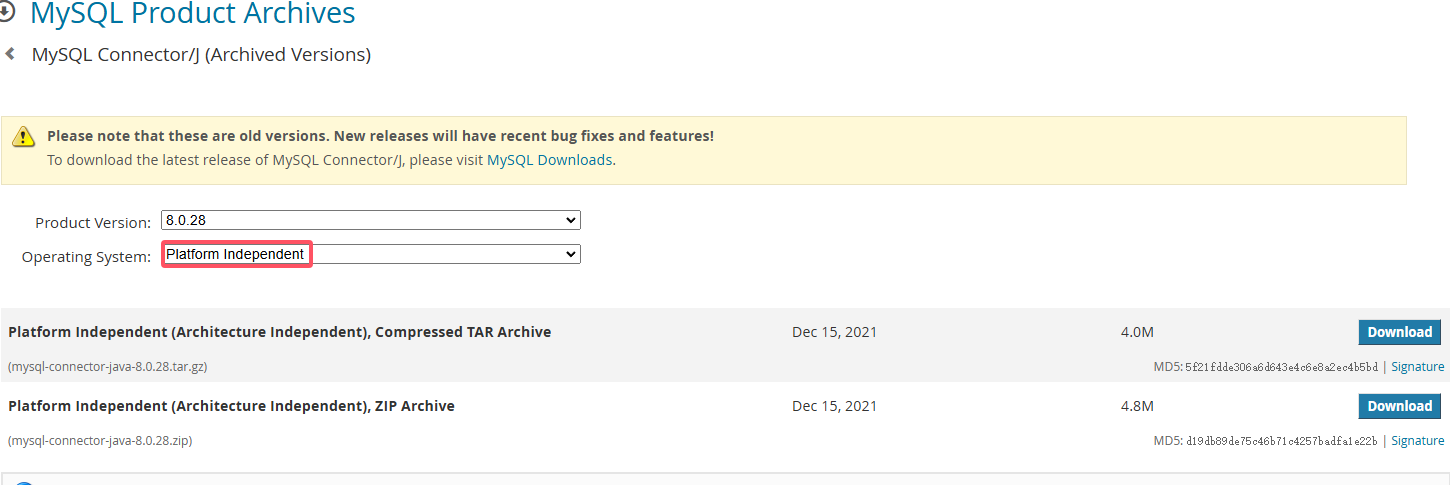 MySQL Product Archives
MySQL Connector/J (Archived Versions)
Please note that these are old versions. New releases will have recent bug fixes and features!
To download the latest release of MySQL Connector/J, please visit MySQL Downloads.
Product Version: 8.0.28
Operating System: Platform Independent
Platform Independent (Architecture Independent), Compressed TAR Archive Dec 15, 2021 4.0M Download
(mysql-connector-java-8.0.28.tar.gz) MD5: 5f21fdde306a6d643e4c6e8a2ec4b5bd | Signature
Platform Independent (Architecture Independent), ZIP Archive Dec 15, 2021 4.8M Download
(mysql-connector-java-8.0.28.zip) MD5: d19db89de75c46b71c4257badfa1e22b | Signature